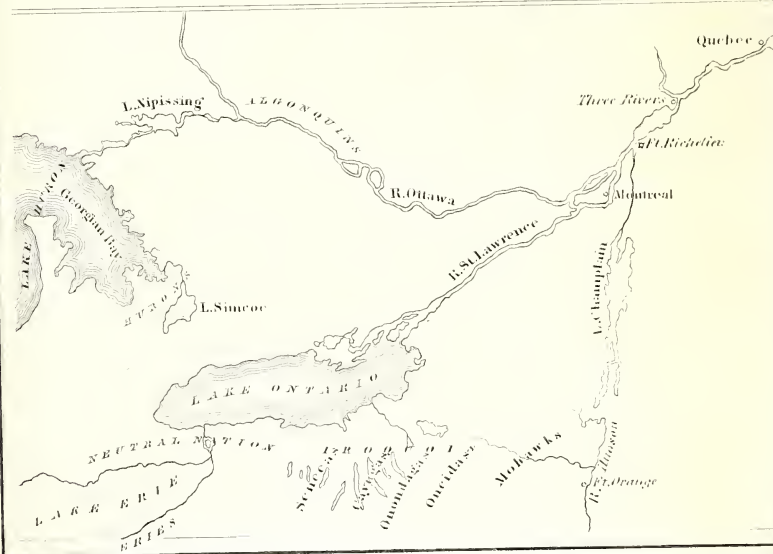 Quebec
Three Rivers
L.Nipissing
ALGONQUINS
Ft. Richelieu
R.Ottawa
Montreal
LAKE HURON
Georgian Bay
R.St.Lawrence
L.Champlain
HURONS
L.Simcoe
LAKE ONTARIO
NEUTRAL NATION
IROQUOI
Senecas
Cayugas
Onondagas
Oneidas
Mohawks
R. Hudson
Ft.Orange
LAKE ERIE
ERIES